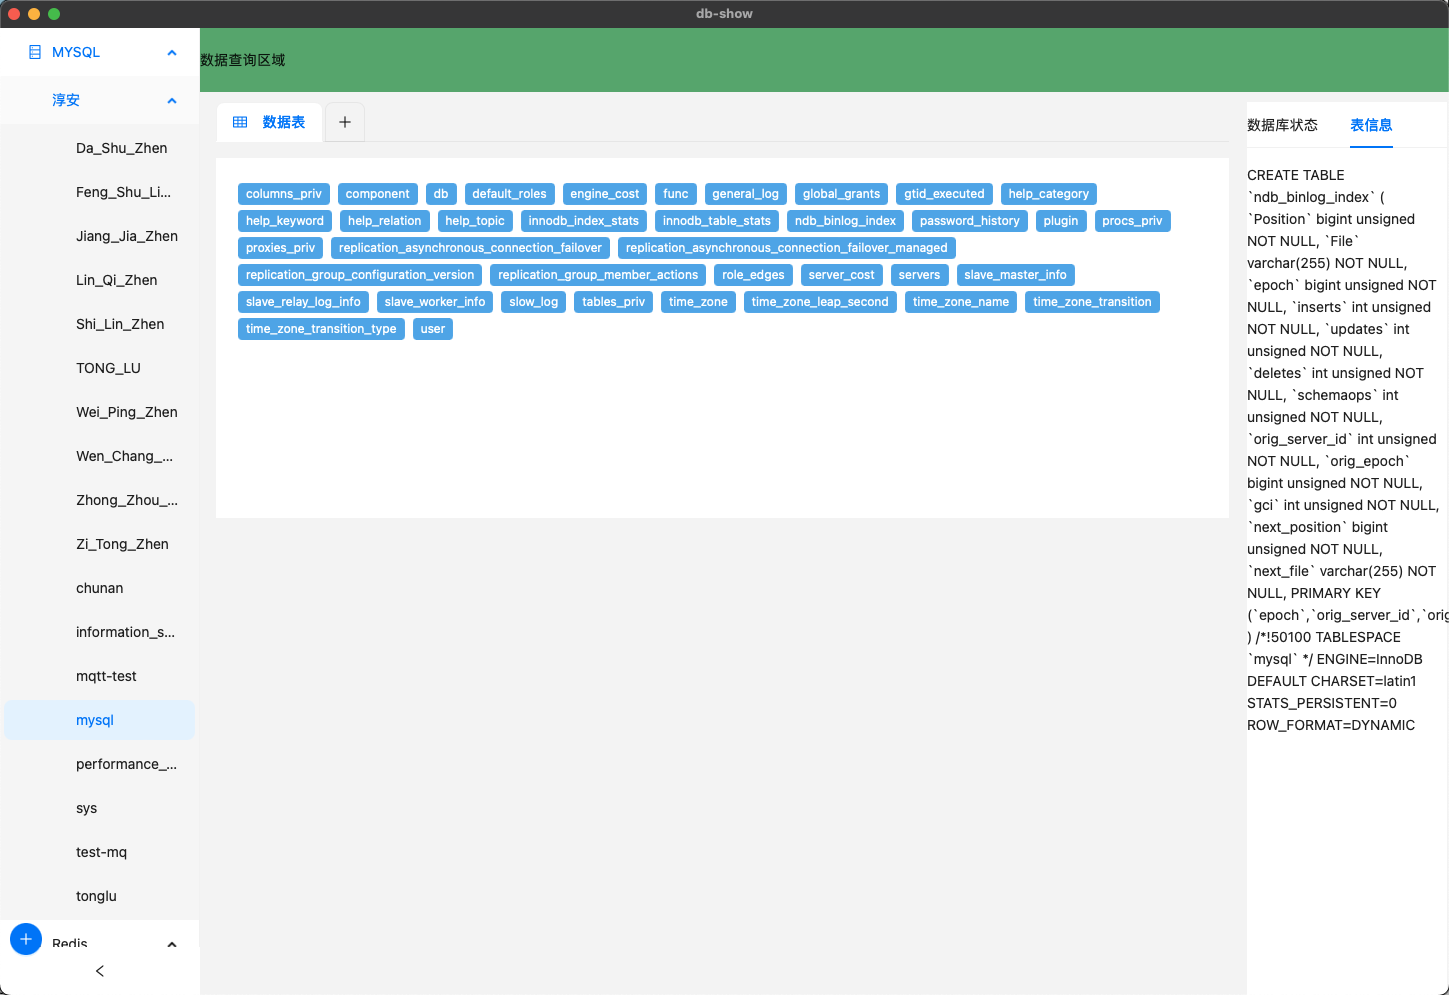 db-show
MYSQL
淳安
Da_Shu_Zhen
Feng_Shu_Li...
Jiang_Jia_Zhen
Lin_Qi_Zhen
Shi_Lin_Zhen
TONG_LU
Wei_Ping_Zhen
Wen_Chang_...
Zhong_Zhou_...
Zi_Tong_Zhen
chunan
information_s...
mqtt-test
mysql
performance_...
sys
test-mq
tonglu
Redis
数据查询区域
数据表
columns_priv component db default_roles engine_cost func general_log global_grants gtid_executed help_category
help_keyword help_relation help_topic innodb_index_stats innodb_table_stats ndb_binlog_index password_history plugin procs_priv
proxies_priv replication_asynchronous_connection_failover replication_asynchronous_connection_failover_managed
replication_group_configuration_version replication_group_member_actions role_edges server_cost servers slave_master_info
slave_relay_log_info slave_worker_info slow_log tables_priv time_zone time_zone_leap_second time_zone_name time_zone_transition
time_zone_transition_type user
数据库状态 表信息
CREATE TABLE
`ndb_binlog_index` (
`Position` bigint unsigned
NOT NULL, `File`
varchar(255) NOT NULL,
`epoch` bigint unsigned NOT
NULL, `inserts` int unsigned
NOT NULL, `updates` int
unsigned NOT NULL,
`deletes` int unsigned NOT
NULL, `schemaops` int
unsigned NOT NULL,
`orig_server_id` int unsigned
NOT NULL, `orig_epoch`
bigint unsigned NOT NULL,
`gci` int unsigned NOT NULL,
`next_position` bigint
unsigned NOT NULL,
`next_file` varchar(255) NOT
NULL, PRIMARY KEY
(`epoch`,`orig_server_id`,`orig
) /*!50100 TABLESPACE
`mysql` */ ENGINE=InnoDB
DEFAULT CHARSET=latin1
STATS_PERSISTENT=0
ROW_FORMAT=DYNAMIC